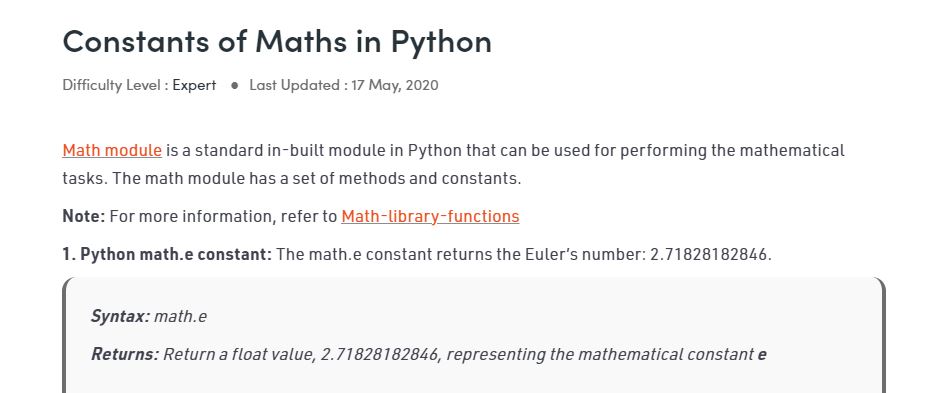 Constants of Maths in Python
Difficulty Level : Expert ● Last Updated : 17 May, 2020
Math module is a standard in-built module in Python that can be used for performing the mathematical
tasks. The math module has a set of methods and constants.
Note: For more information, refer to Math-library-functions
1. Python math.e constant: The math.e constant returns the Euler’s number: 2.71828182846.
Syntax: math.e
Returns: Return a float value, 2.71828182846, representing the mathematical constant e